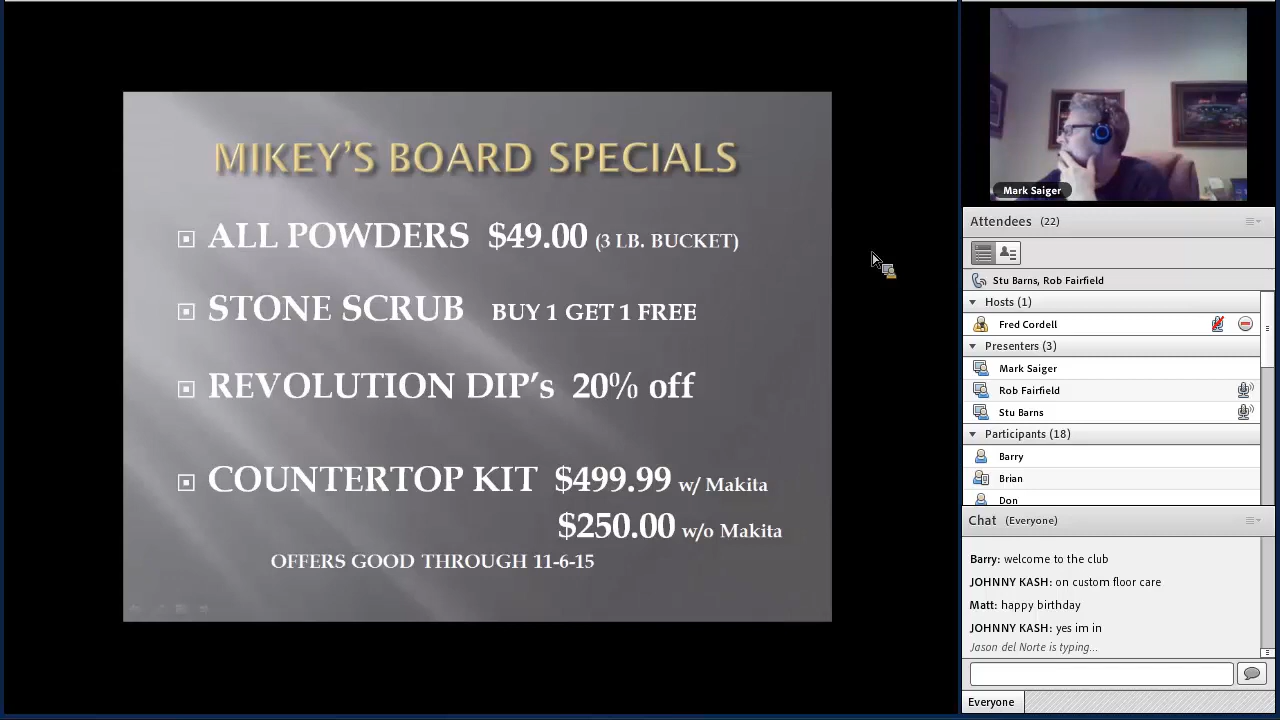 MIKEY'S BOARD SPECIALS
ALL POWDERS $49.00 (3 LB. BUCKET)
STONE SCRUB BUY 1 GET 1 FREE
REVOLUTION DIP's 20% off
COUNTERTOP KIT $499.99 w/ Makita
$250.00 w/o Makita
OFFERS GOOD THROUGH 11-6-15
Mark Saiger
Attendees (22)
Stu Barns, Rob Fairfield
Hosts (1)
Fred Cordell
Presenters (3)
Mark Saiger
Rob Fairfield
Stu Barns
Participants (18)
Barry
Brian
Don
Chat (Everyone)
Barry: welcome to the club
JOHNNY KASH: on custom floor care
Matt: happy birthday
JOHNNY KASH: yes im in
Jason del Norte is typing...
Everyone